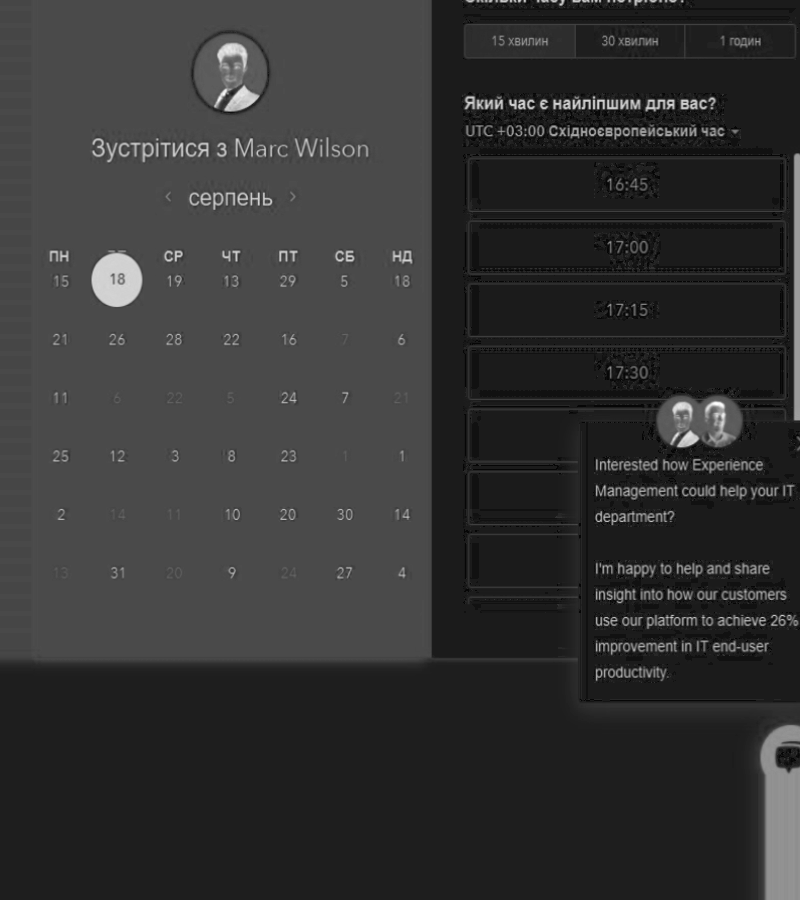 Скільки часу вам потрібно?
15 хвилин 30 хвилин 1 годин
Який час є найліпшим для вас?
UTC +03:00 Східноєвропейський час
Зустрітися з Marc Wilson
серпень
ПН СР ЧТ ПТ СБ НД
15 18 19 13 29 5 18
21 26 28 22 16 7 6
11 6 22 5 24 7 21
25 12 3 8 23 1 1
2 14 11 10 20 30 14
13 31 20 9 24 27 4
16:45
17:00
17:15
17:30
Interested how Experience
Management could help your IT
department?
I'm happy to help and share
insight into how our customers
use our platform to achieve 26%
improvement in IT end-user
productivity.